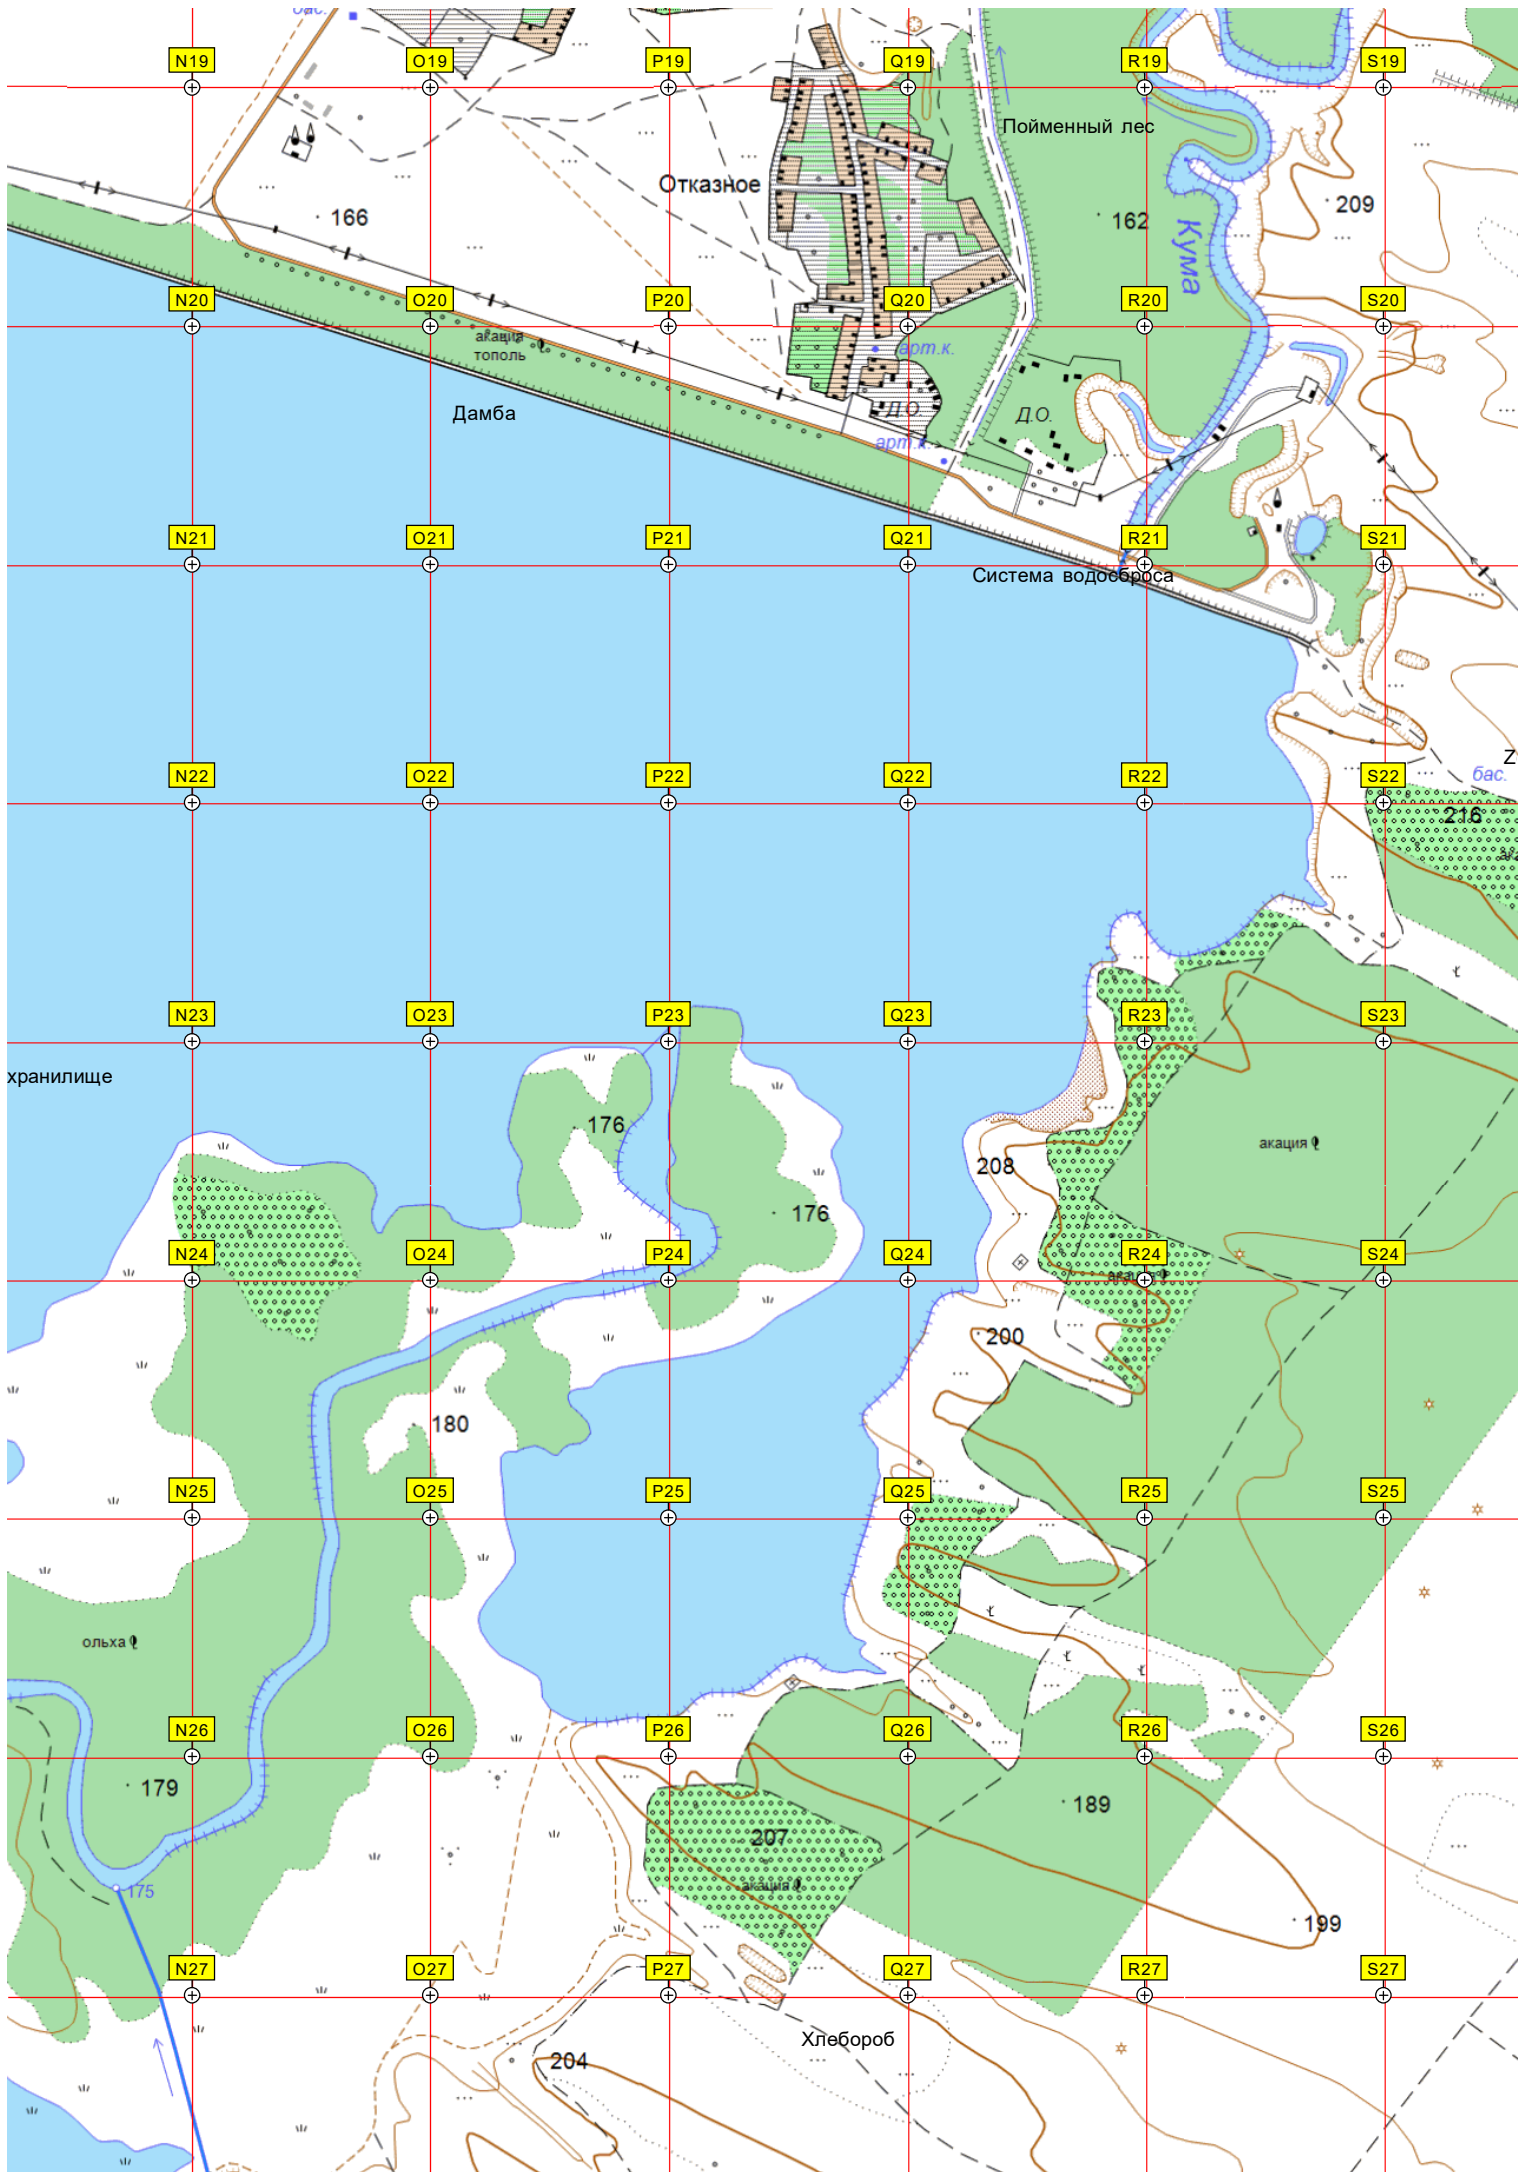 бас.
N19 O19 P19 Q19 R19 S19
Пойменный лес
Отказное
166
162
209
Кума
N20 O20 P20 Q20 R20 S20
акация
тополь
арт.к.
Дамба
Д.О.
Д.О.
арт.к.
N21 O21 P21 Q21 R21 S21
Система водосброса
Z
бас.
N22 O22 P22 Q22 R22 S22
216
N23 O23 P23 Q23 R23 S23
хранилище
176
акация
208
176
N24 O24 P24 Q24 R24 S24
200
180
N25 O25 P25 Q25 R25 S25
ольха
N26 O26 P26 Q26 R26 S26
179
189
207
акация
175
199
N27 O27 P27 Q27 R27 S27
Хлебороб
204